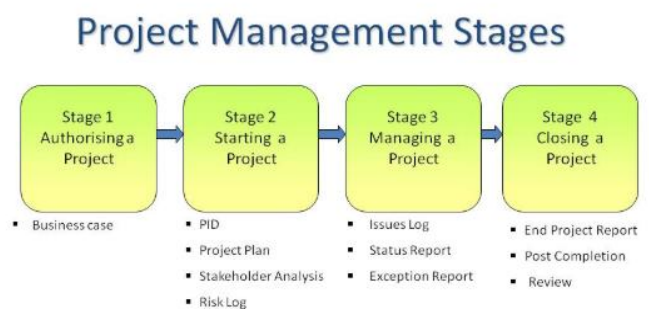 Project Management Stages
Stage 1
Authorising a
Project
Stage 2
Starting a
Project
Stage 3
Managing a
Project
Stage 4
Closing a
Project
▪ Business case
▪ PID
▪ Project Plan
▪ Stakeholder Analysis
▪ Risk Log
▪ Issues Log
▪ Status Report
▪ Exception Report
▪ End Project Report
▪ Post Completion
▪ Review